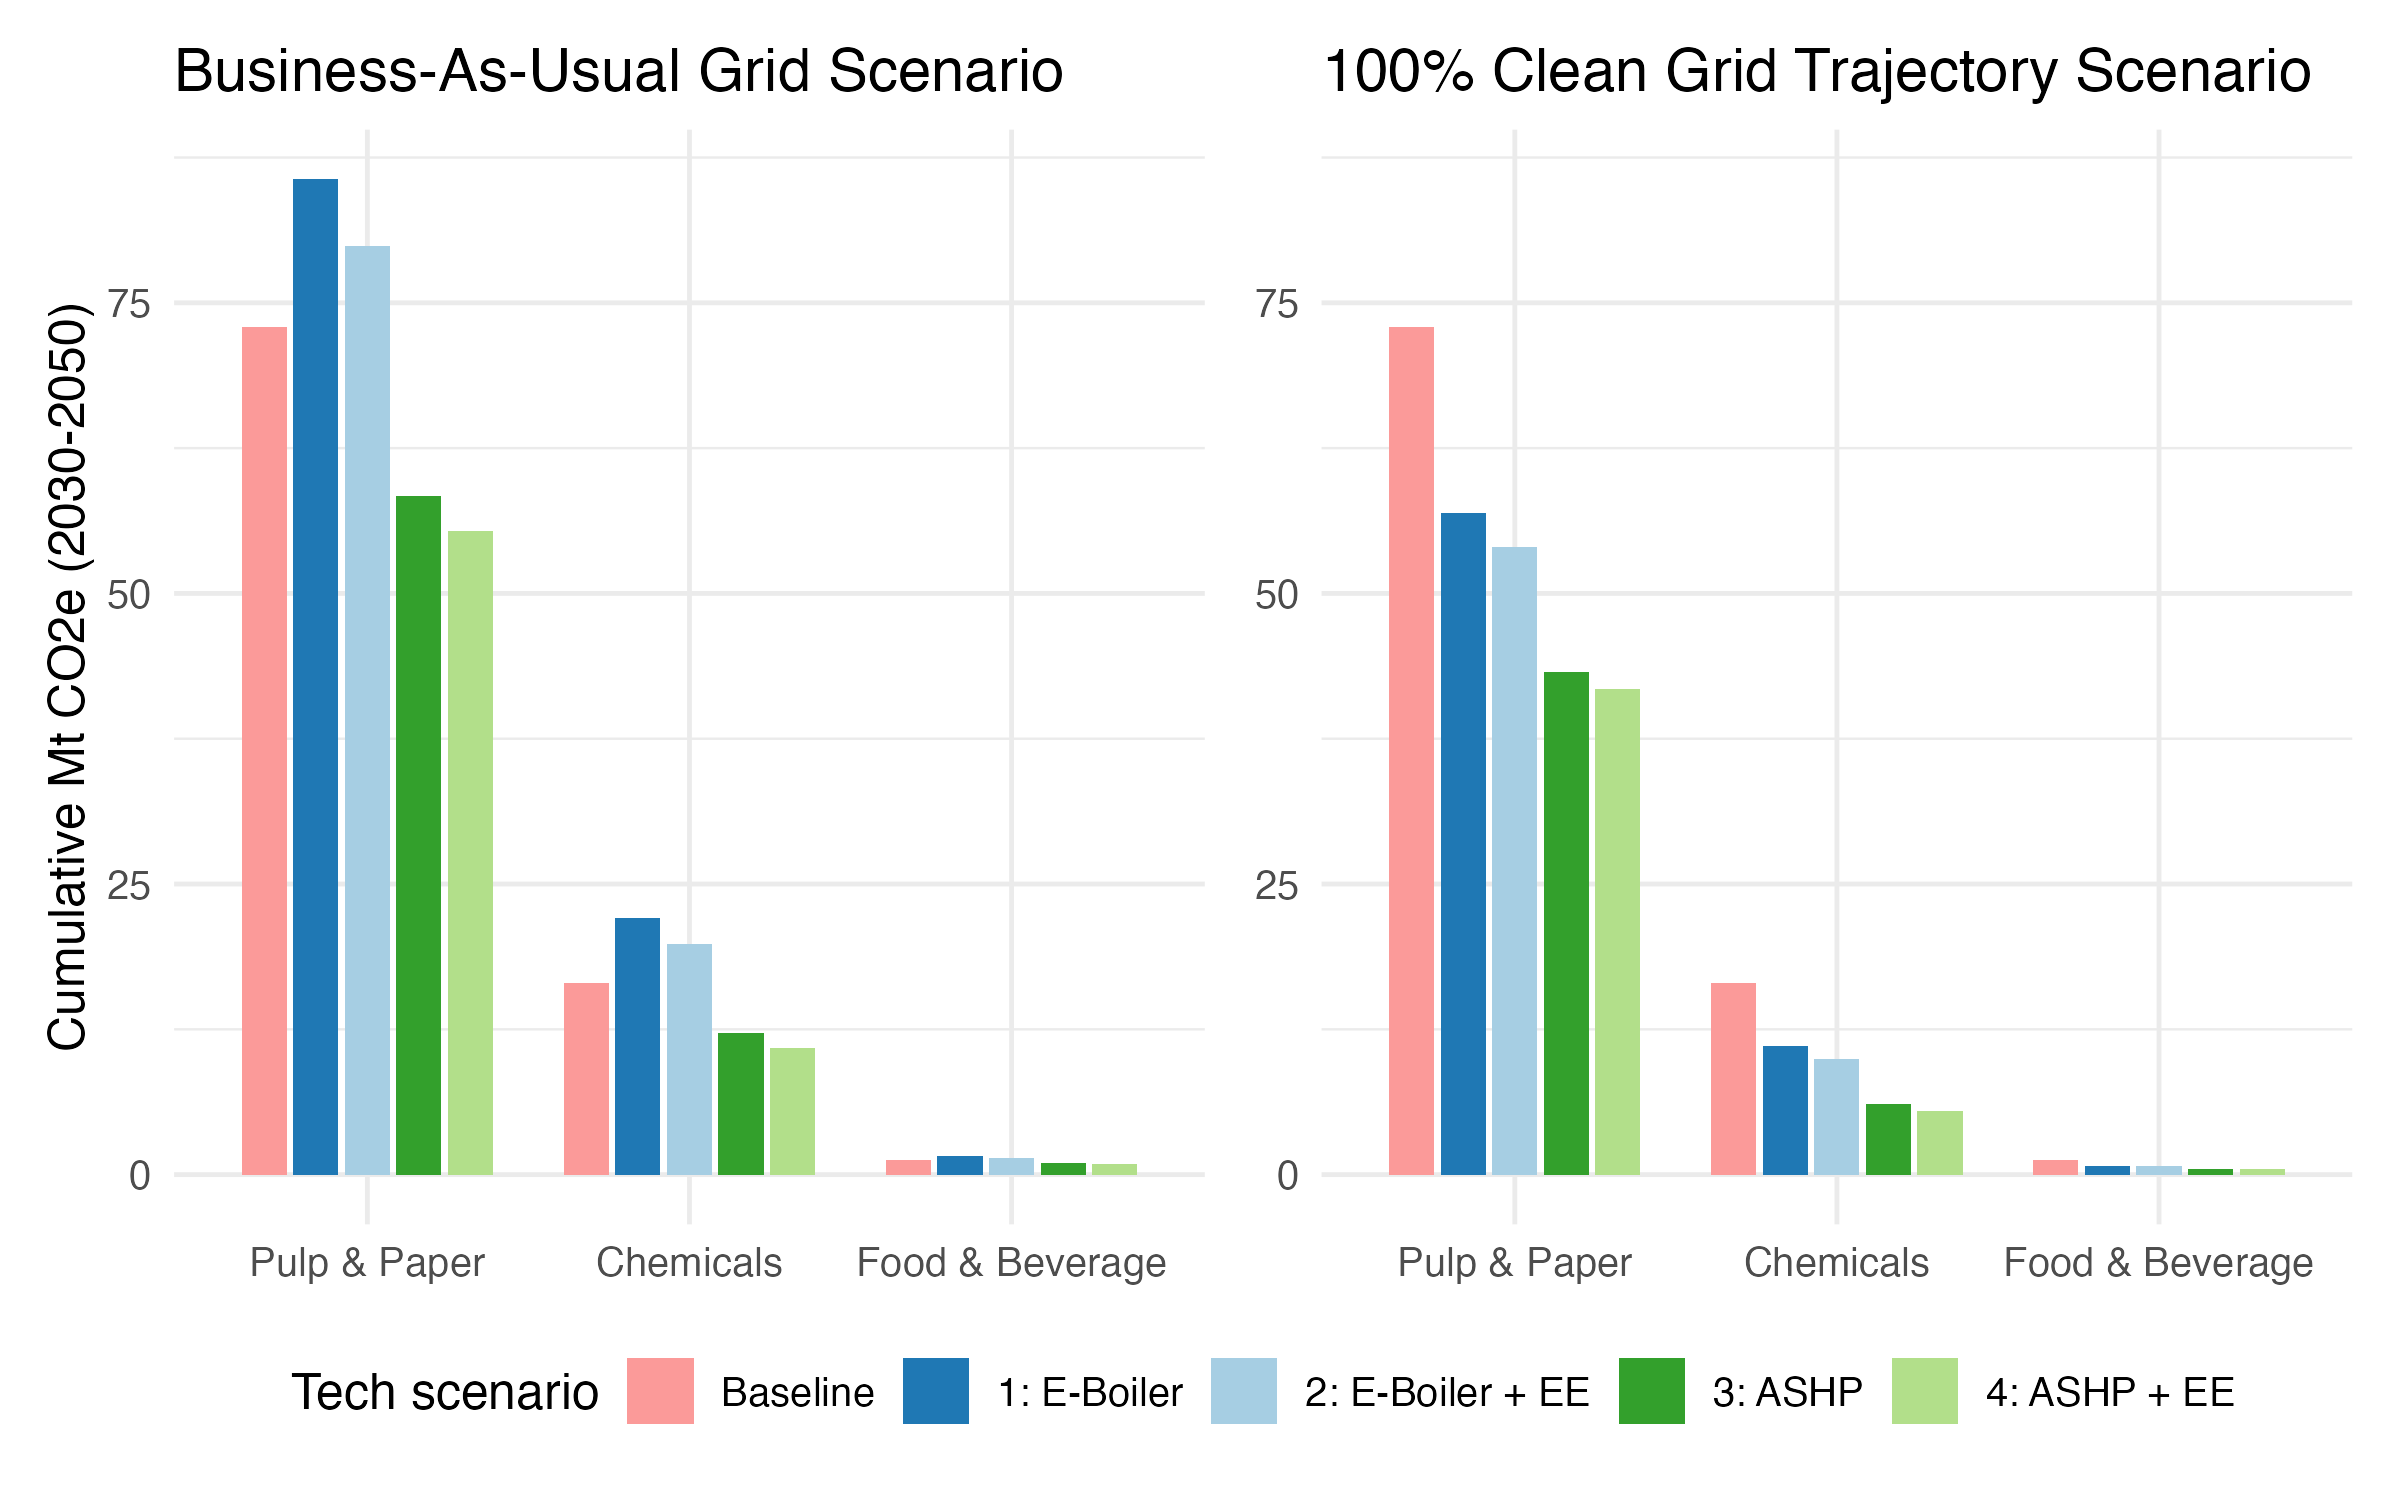 Business-As-Usual Grid Scenario
100% Clean Grid Trajectory Scenario
Cumulative Mt CO2e (2030-2050)
75
50
25
0
75
50
25
0
Pulp & Paper
Chemicals
Food & Beverage
Pulp & Paper
Chemicals
Food & Beverage
Tech scenario
Baseline
1: E-Boiler
2: E-Boiler + EE
3: ASHP
4: ASHP + EE